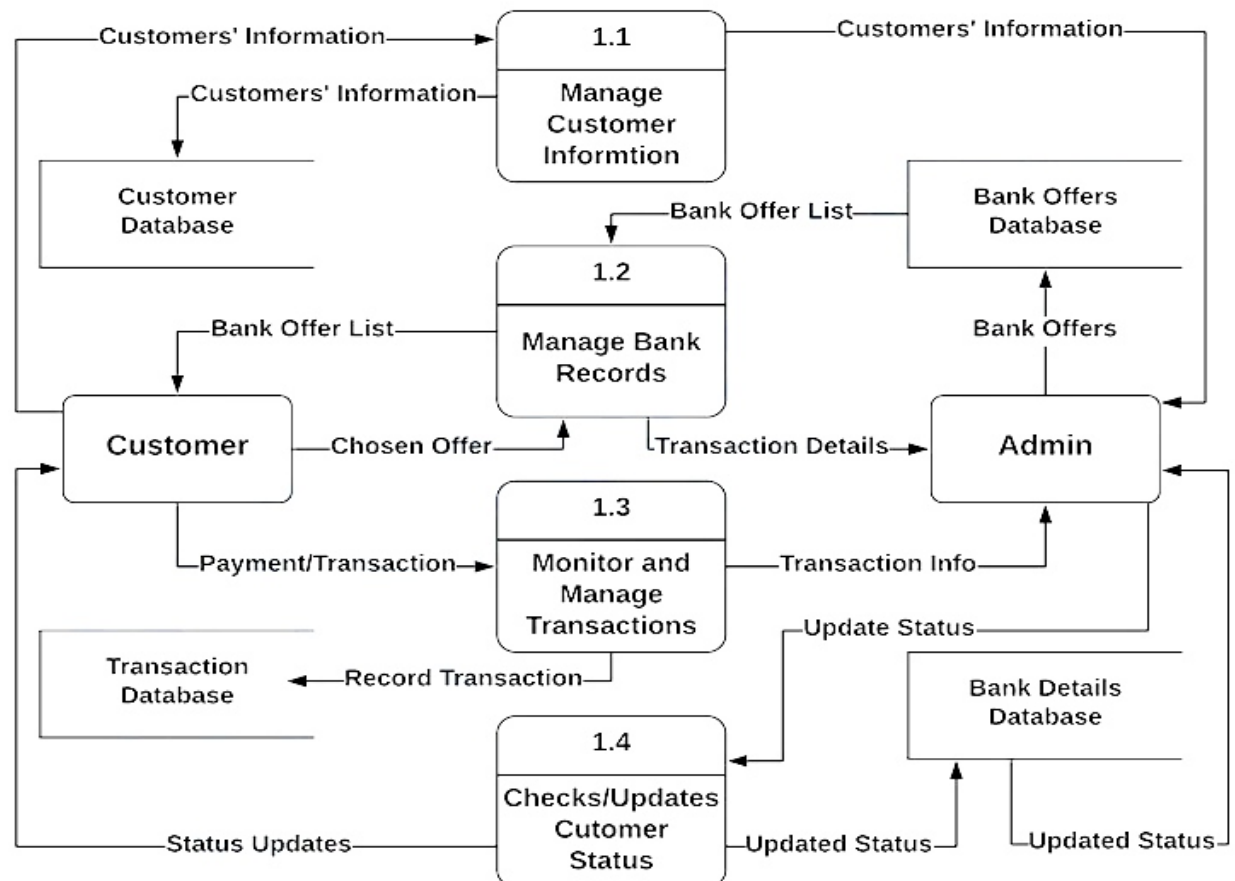 Customers' Information
1.1
Customers' Information
Customers' Information
Manage
Customer
Informtion
Customer
Database
Bank Offer List
Bank Offers
Database
1.2
Bank Offer List
Manage Bank
Records
Bank Offers
Customer
Chosen Offer
Transaction Details
Admin
1.3
Payment/Transaction
Monitor and
Manage
Transactions
Transaction Info
Update Status
Transaction
Database
Record Transaction
Bank Details
Database
1.4
Checks/Updates
Cutomer
Status
Status Updates
Updated Status
Updated Status